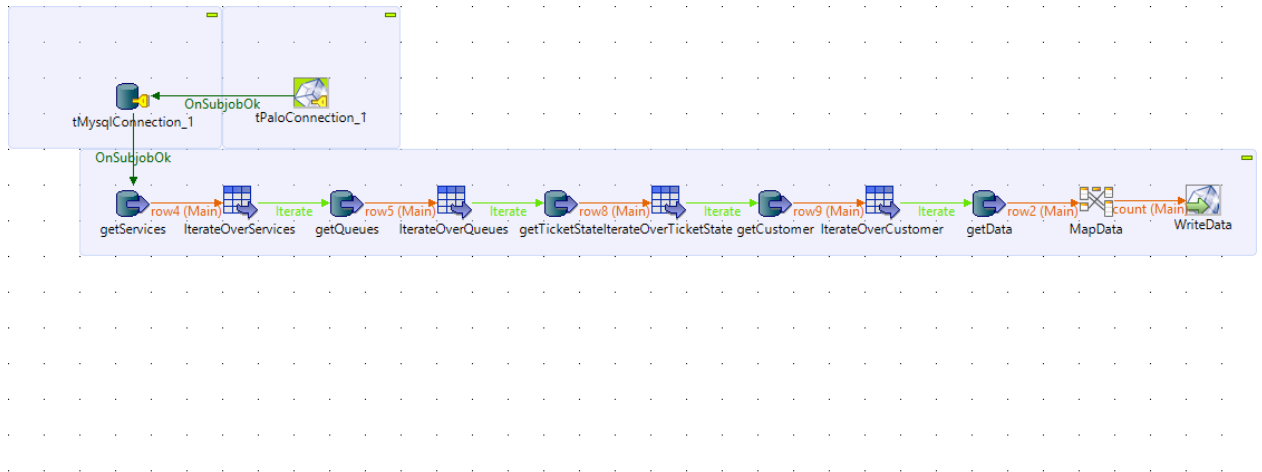 OnSubjobOk
tMysqlConnection_1
tPaloConnection_1
OnSubjobOk
row4 (Main)
Iterate
row5 (Main)
Iterate
row8 (Main)
Iterate
row9 (Main)
Iterate
row2 (Main)
count (Main)
getServices
IterateOverServices
getQueues
IterateOverQueues
getTicketState
IterateOverTicketState
getCustomer
IterateOverCustomer
getData
MapData
WriteData